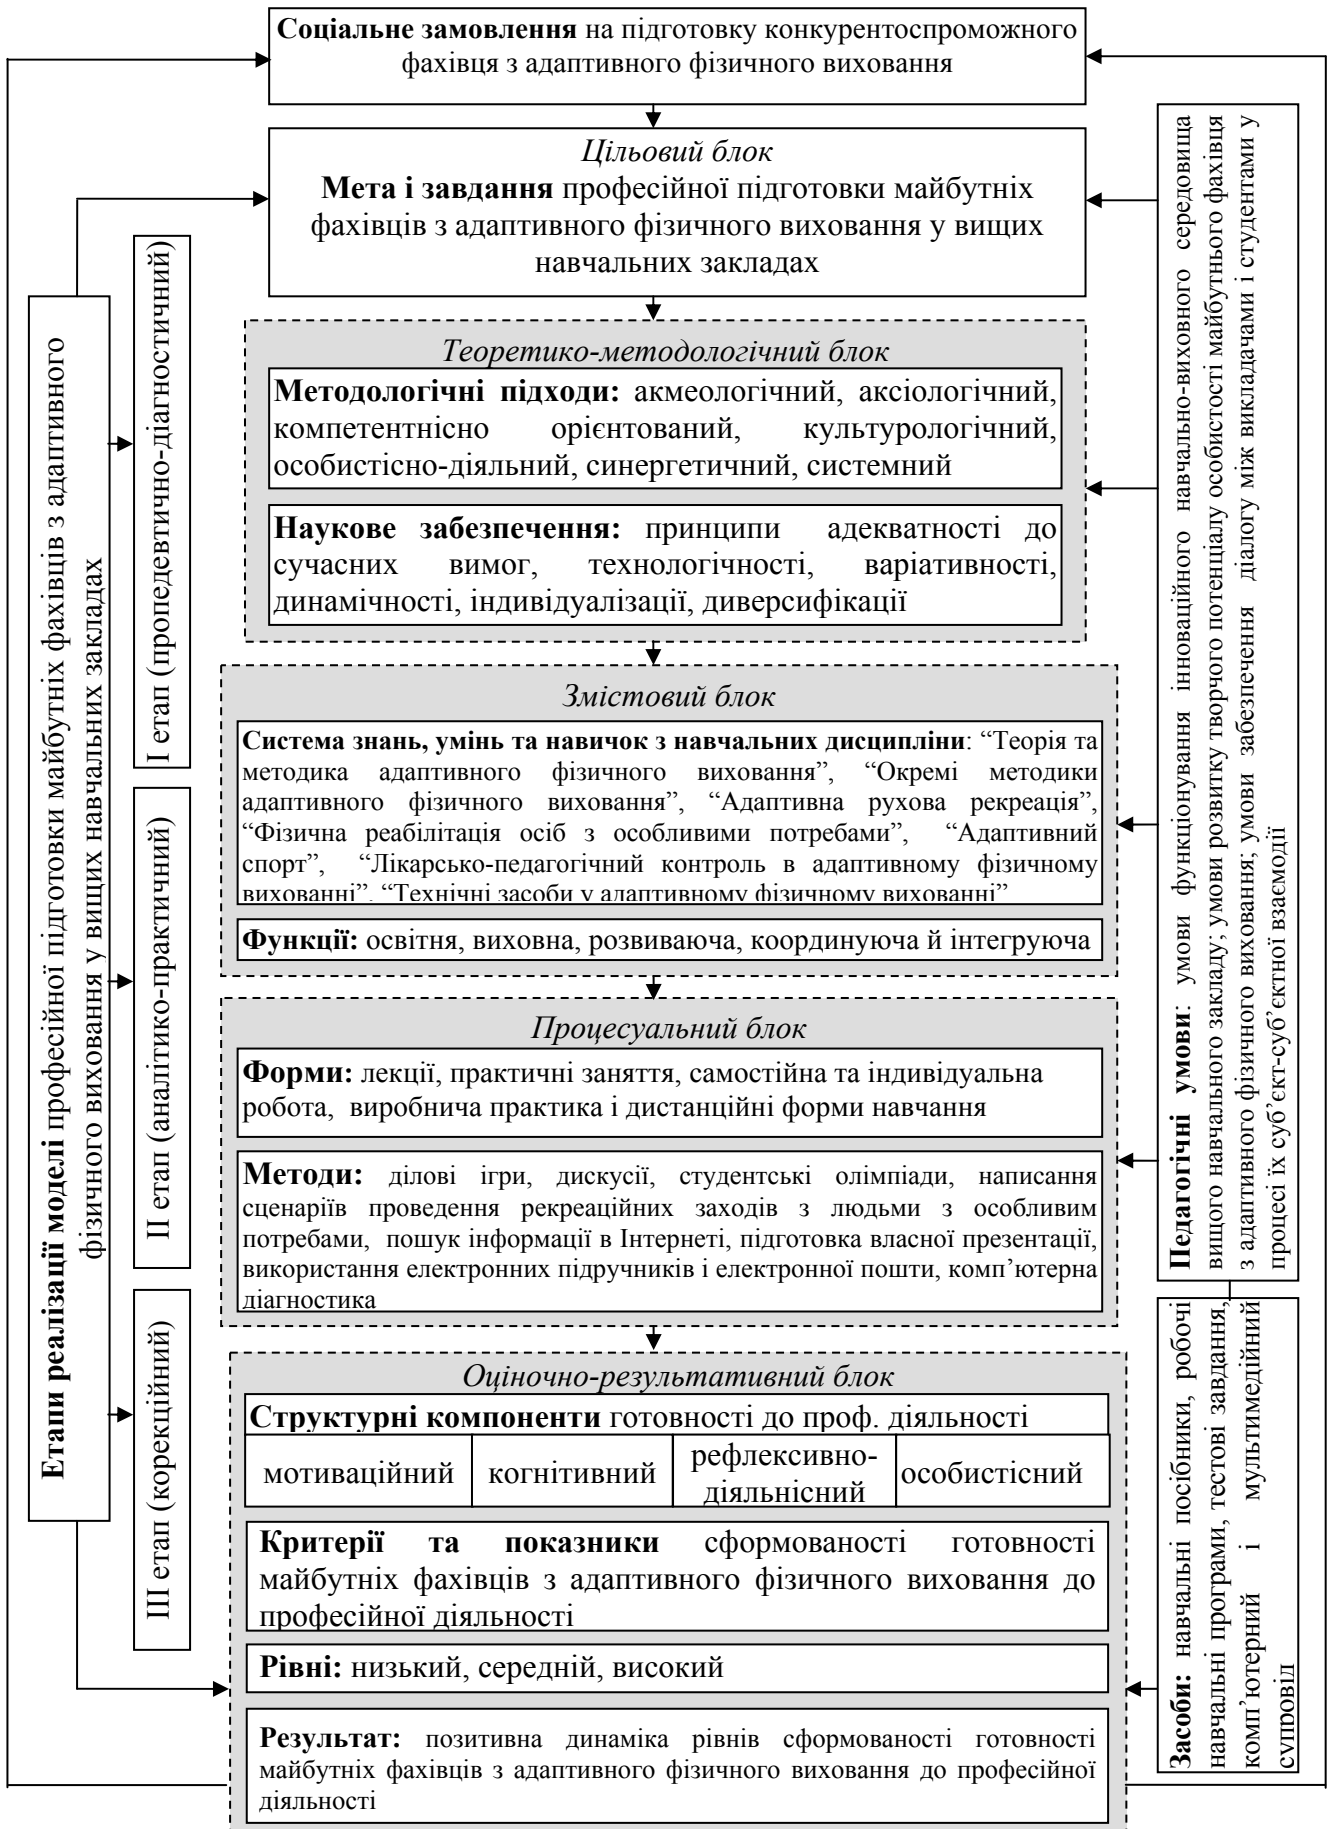 Соціальне замовлення на підготовку конкурентоспроможного
фахівця з адаптивного фізичного виховання
Цільовий блок
Мета і завдання професійної підготовки майбутніх
фахівців з адаптивного фізичного виховання у вищих
навчальних закладах
Етапи реалізації моделі професійної підготовки майбутніх фахівців з адаптивного
фізичного виховання у вищих навчальних закладах
І етап (пропедевтично-діагностичний)
ІІ етап (аналітико-практичний)
ІІІ етап (корекційний)
Теоретико-методологічний блок
Методологічні підходи: акмеологічний, аксіологічний,
компетентнісно орієнтований, культурологічний,
особистісно-діяльний, синергетичний, системний
Наукове забезпечення: принципи адекватності до
сучасних вимог, технологічності, варіативності,
динамічності, індивідуалізації, диверсифікації
Змістовий блок
Система знань, умінь та навичок з навчальних дисципліни: “Теорія та
методика адаптивного фізичного виховання”, “Окремі методики
адаптивного фізичного виховання”, “Адаптивна рухова рекреація”,
“Фізична реабілітація осіб з особливими потребами”, “Адаптивний
спорт”, “Лікарсько-педагогічний контроль в адаптивному фізичному
вихованні”, “Технічні засоби у адаптивному фізичному вихованні”
Функції: освітня, виховна, розвиваюча, координуюча й інтегруюча
Процесуальний блок
Форми: лекції, практичні заняття, самостійна та індивідуальна
робота, виробнича практика і дистанційні форми навчання
Методи: ділові ігри, дискусії, студентські олімпіади, написання
сценаріїв проведення рекреаційних заходів з людьми з особливим
потребами, пошук інформації в Інтернеті, підготовка власної презентації,
використання електронних підручників і електронної пошти, комп’ютерна
діагностика
Оціночно-результативний блок
Структурні компоненти готовності до проф. діяльності
мотиваційний
когнітивний
рефлексивно-
діяльнісний
особистісний
Критерії та показники сформованості готовності
майбутніх фахівців з адаптивного фізичного виховання до
професійної діяльності
Рівні: низький, середній, високий
Результат: позитивна динаміка рівнів сформованості готовності
майбутніх фахівців з адаптивного фізичного виховання до професійної
діяльності
Педагогічні умови: умови функціонування інноваційного навчально-виховного середовища
вищого навчального закладу; умови розвитку творчого потенціалу особистості майбутнього фахівця
з адаптивного фізичного виховання; умови забезпечення діалогу між викладачами і студентами у
процесі їх суб’єкт-суб’єктної взаємодії
Засоби: навчальні посібники, робочі
навчальні програми, тестові завдання,
комп’ютерний і мультимедійний
супровід